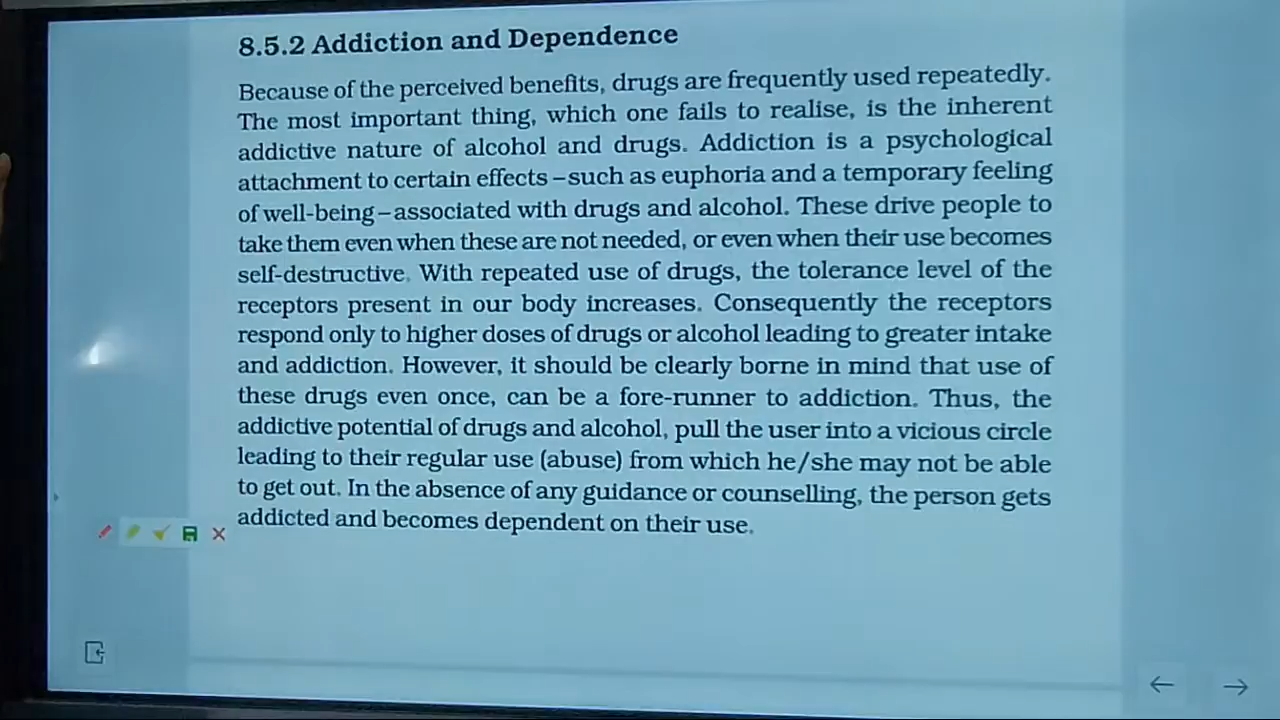 8.5.2 Addiction and Dependence
Because of the perceived benefits, drugs are frequently used repeatedly.
The most important thing, which one fails to realise, is the inherent
addictive nature of alcohol and drugs. Addiction is a psychological
attachment to certain effects –such as euphoria and a temporary feeling
of well-being–associated with drugs and alcohol. These drive people to
take them even when these are not needed, or even when their use becomes
self-destructive. With repeated use of drugs, the tolerance level of the
receptors present in our body increases. Consequently the receptors
respond only to higher doses of drugs or alcohol leading to greater intake
and addiction. However, it should be clearly borne in mind that use of
these drugs even once, can be a fore-runner to addiction. Thus, the
addictive potential of drugs and alcohol, pull the user into a vicious circle
leading to their regular use (abuse) from which he/she may not be able
to get out. In the absence of any guidance or counselling, the person gets
addicted and becomes dependent on their use.